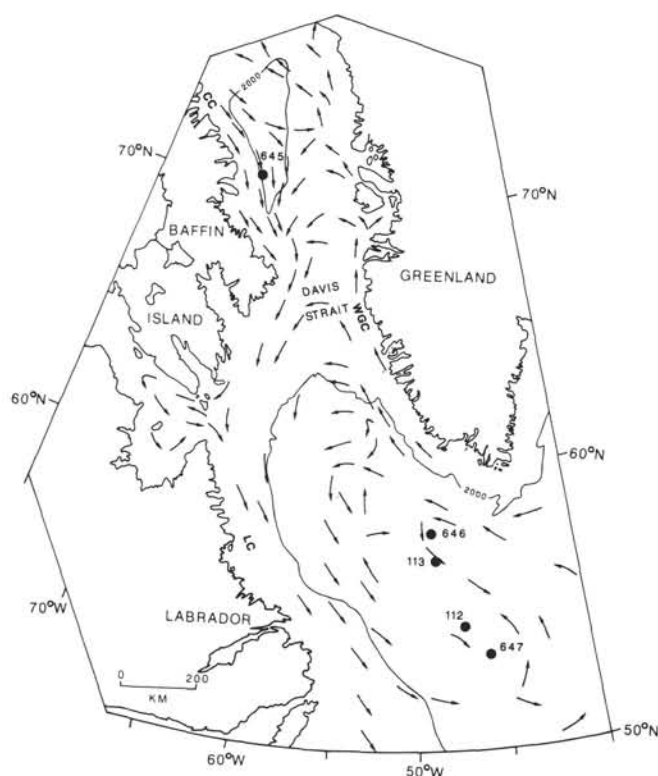 2000
CC
70°N
645
70°N
BAFFIN
GREENLAND
DAVIS
STRAIT
WGC
ISLAND
60°N
60°N
2000
646
LC
113
70°W
LABRADOR
112
647
0 200
KM
50°N
60°W
50°W